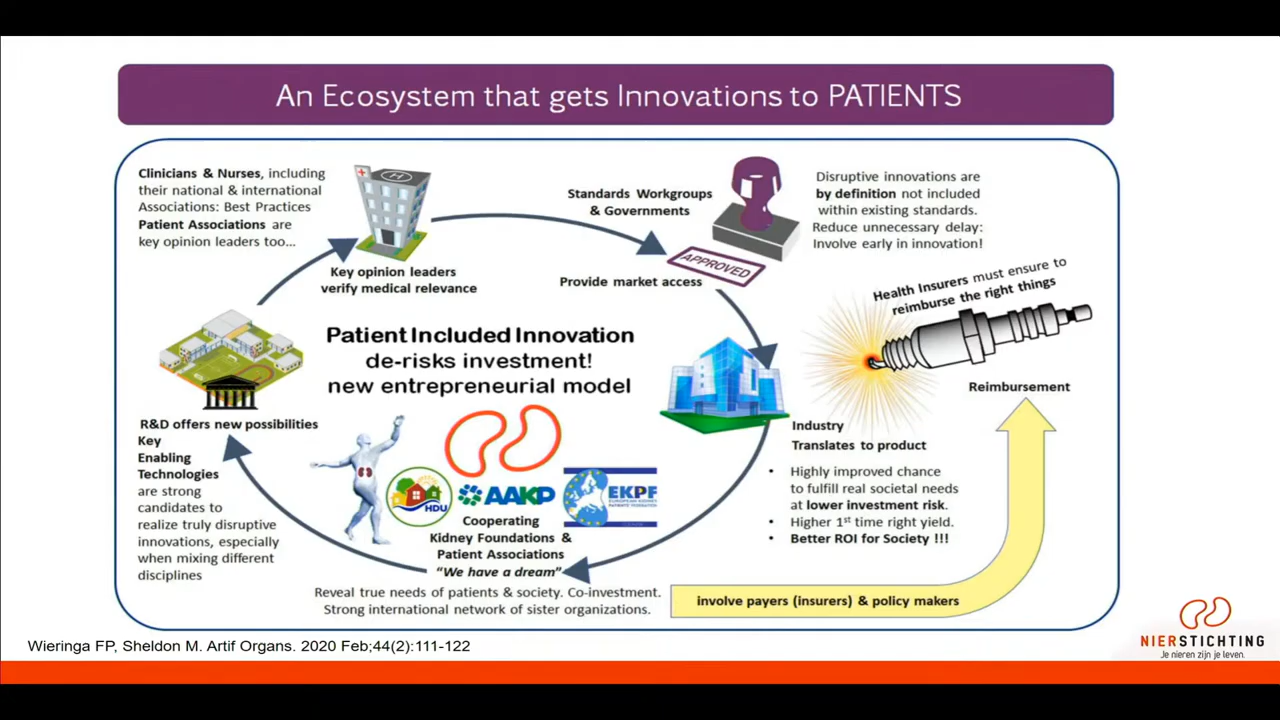 An Ecosystem that gets Innovations to PATIENTS
Clinicians & Nurses, including
their national & international
Associations: Best Practices
Patient Associations are
key opinion leaders too...
H
Key opinion leaders
verify medical relevance
Standards Workgroups
& Governments
APPROVED
Provide market access
Disruptive innovations are
by definition not included
within existing standards.
Reduce unnecessary delay:
Involve early in innovation!
Health Insurers must ensure to
reimburse the right things
Reimbursement
Patient Included Innovation
de-risks investment!
new entrepreneurial model
R&D offers new possibilities
Key
Enabling
Technologies
are strong
candidates to
realize truly disruptive
innovations, especially
when mixing different
disciplines
Industry
Translates to product
• Highly improved chance
to fulfill real societal needs
at lower investment risk.
• Higher 1st time right yield.
• Better ROI for Society !!!
HDU
AAKP
EKPF
EUROPEAN KIDNEY
PATIENTS' FEDERATION
Cooperating
Kidney Foundations &
Patient Associations
“We have a dream”
Reveal true needs of patients & society. Co-investment.
Strong international network of sister organizations.
involve payers (insurers) & policy makers
Wieringa FP, Sheldon M. Artif Organs. 2020 Feb;44(2):111-122
NIERSTICHTING
Je nieren zijn je leven.